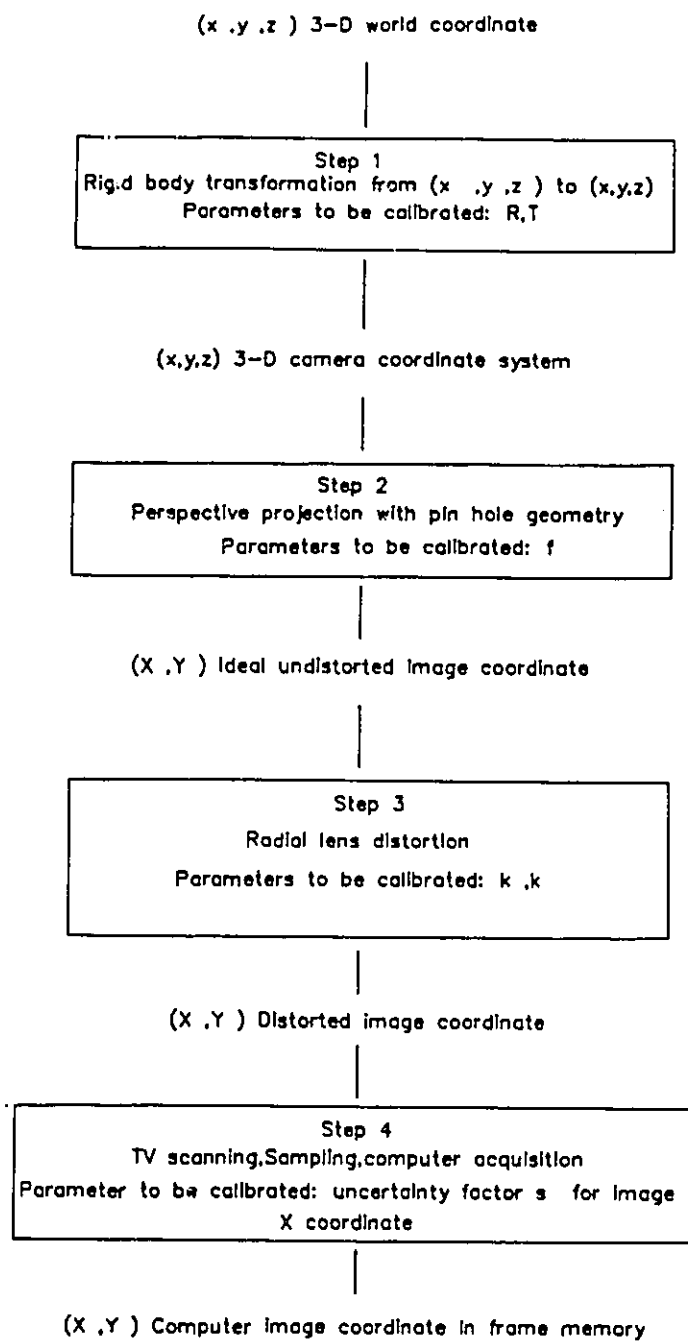 (x ,y ,z ) 3-D world coordinate
Step 1
Rig.d body transformation from (x ,y ,z ) to (x,y,z)
Parameters to be calibrated: R,T
(x,y,z) 3-D camera coordinate system
Step 2
Perspective projection with pin hole geometry
Parameters to be calibrated: f
(X ,Y ) Ideal undistorted image coordinate
Step 3
Radial lens distortion
Parameters to be calibrated: k ,k
(X ,Y ) Distorted image coordinate
Step 4
TV scanning,Sampling,computer acquisition
Parameter to be calibrated: uncertainty factor s for image
X coordinate
(X ,Y ) Computer image coordinate in frame memory